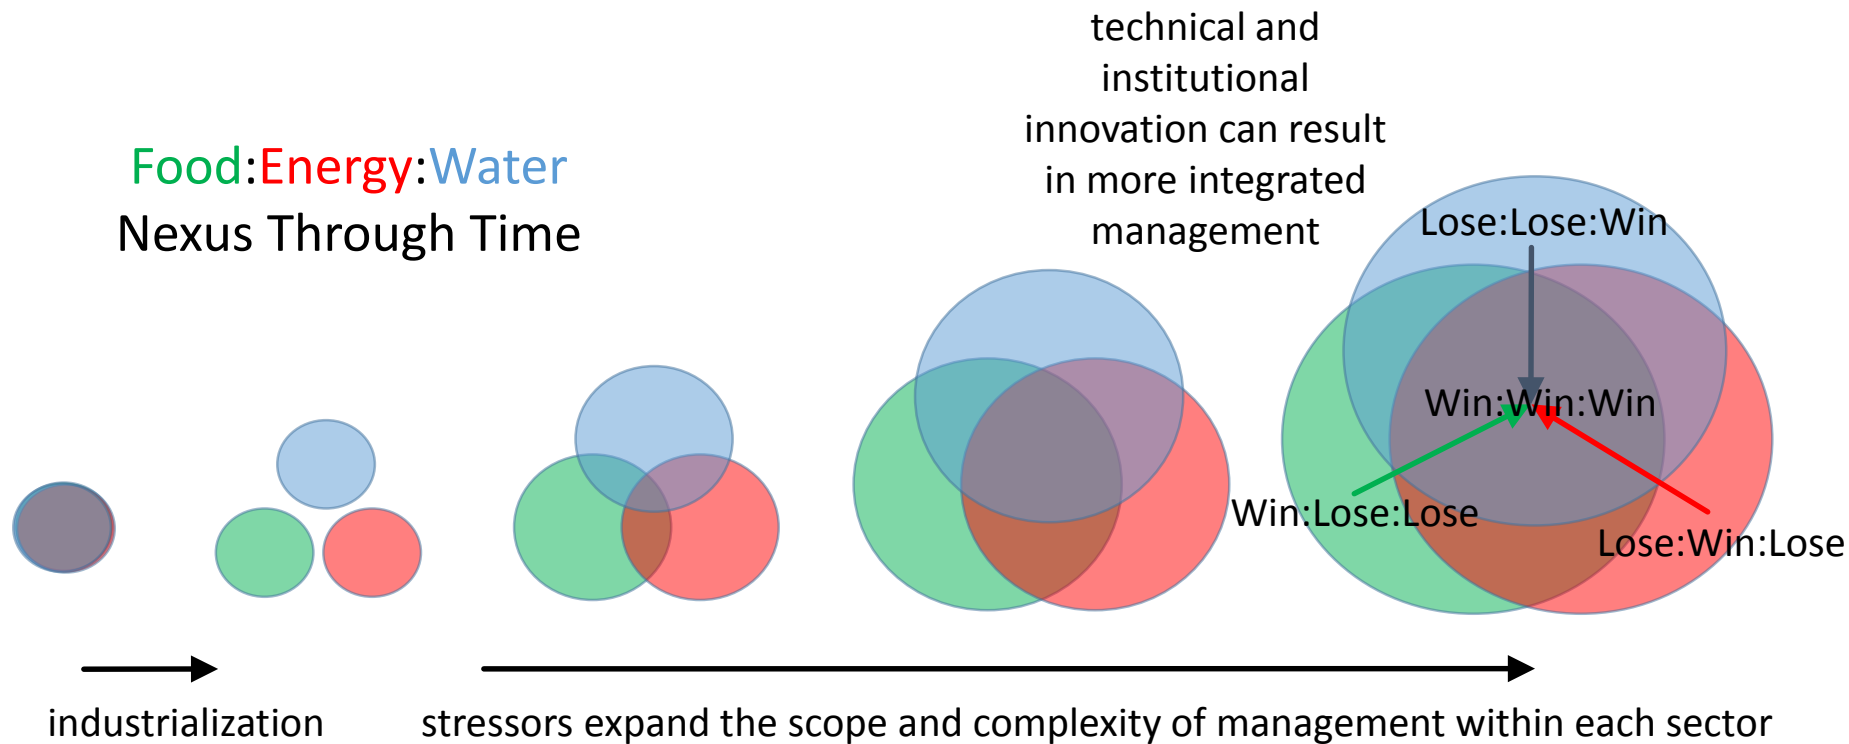 technical and
institutional
innovation can result
in more integrated
management
Food:Energy:Water
Nexus Through Time
Lose:Lose:Win
Win:Win:Win
Win:Lose:Lose
Lose:Win:Lose
industrialization
stressors expand the scope and complexity of management within each sector